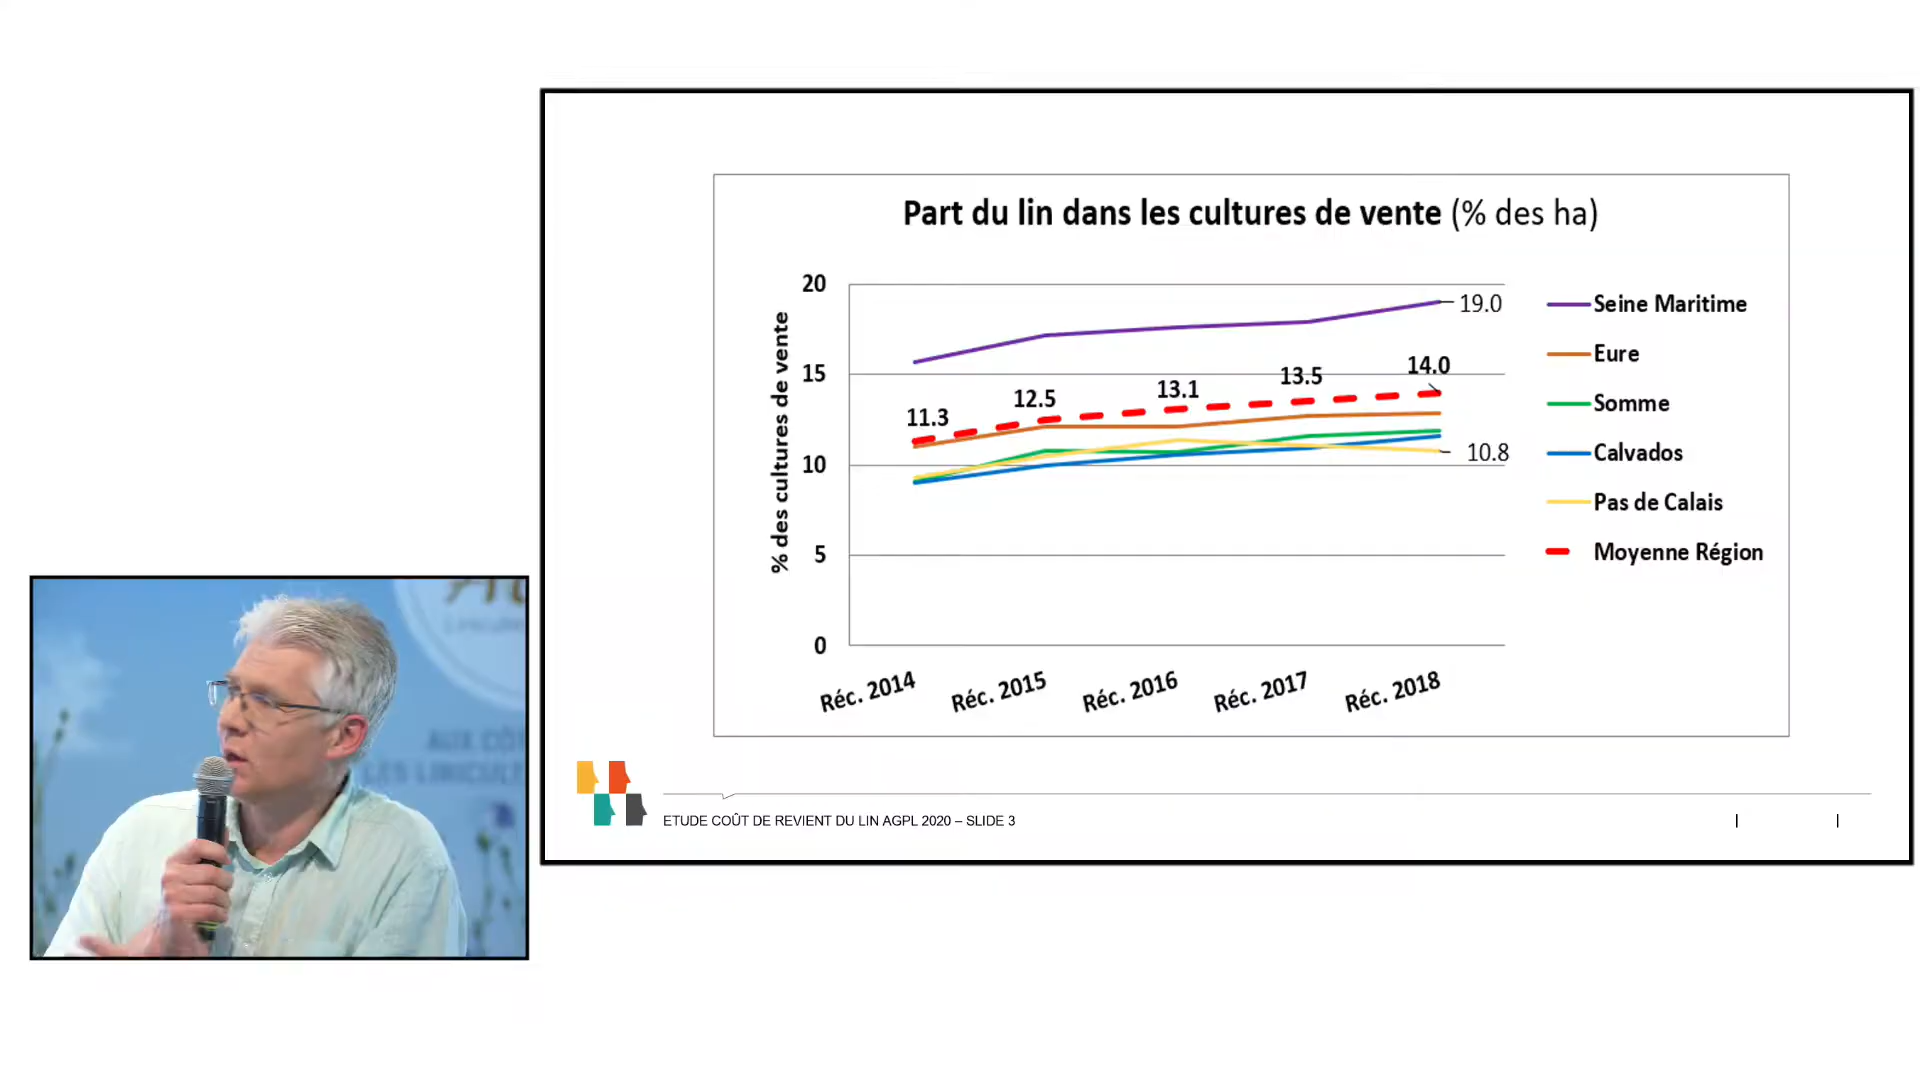 Part du lin dans les cultures de vente (% des ha)
% des cultures de vente
20
15
10
5
0
11.3
12.5
13.1
13.5
14.0
19.0
10.8
Réc. 2014
Réc. 2015
Réc. 2016
Réc. 2017
Réc. 2018
Seine Maritime
Eure
Somme
Calvados
Pas de Calais
Moyenne Région
ETUDE COÛT DE REVIENT DU LIN AGPL 2020 – SLIDE 3
AUX CÔ